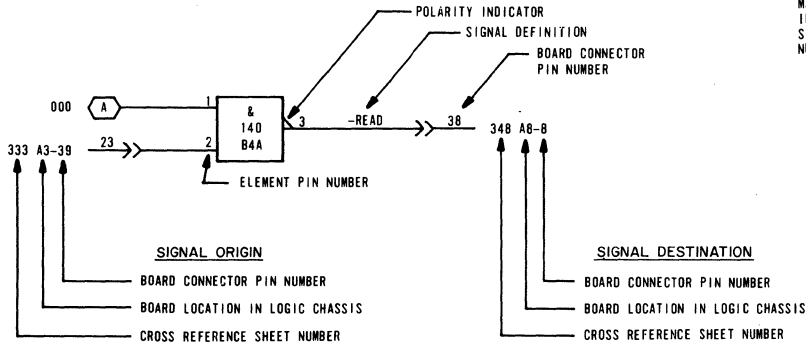 POLARITY INDICATOR
SIGNAL DEFINITION
BOARD CONNECTOR
PIN NUMBER
000 A 1
&
140
B4A
3 -READ 38 348 A8-8
333 A3-39 23 2
ELEMENT PIN NUMBER
SIGNAL ORIGIN
BOARD CONNECTOR PIN NUMBER
BOARD LOCATION IN LOGIC CHASSIS
CROSS REFERENCE SHEET NUMBER
SIGNAL DESTINATION
BOARD CONNECTOR PIN NUMBER
BOARD LOCATION IN LOGIC CHASSIS
CROSS REFERENCE SHEET NUMBER